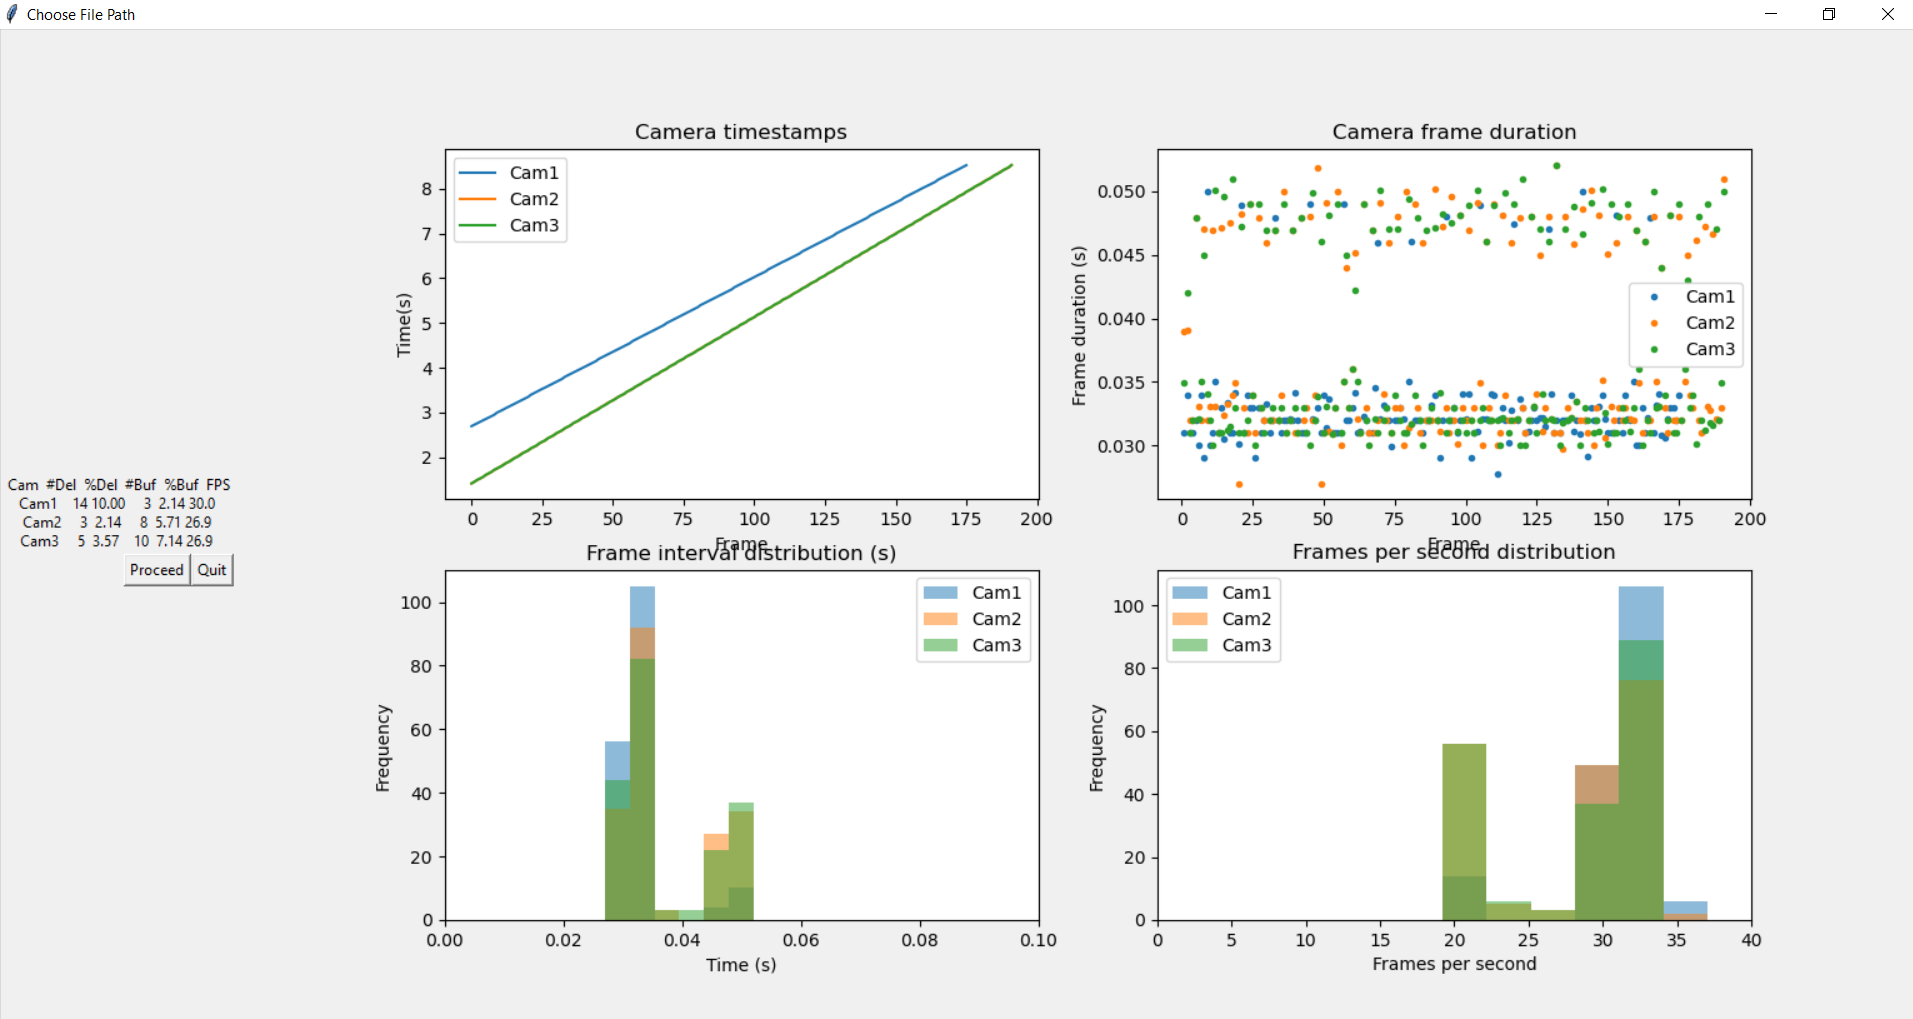 Choose File Path
Cam #Del %Del #Buf %Buf FPS
Cam1 14 10.00 3 2.14 30.0
Cam2 3 2.14 8 5.71 26.9
Cam3 5 3.57 10 7.14 26.9
Proceed Quit
Camera timestamps
Cam1
Cam2
Cam3
Time(s)
8
7
6
5
4
3
2
0 25 50 75 100 125 150 175 200
Frame
Camera frame duration
Frame duration (s)
0.050
0.045
0.040
0.035
0.030
Cam1
Cam2
Cam3
0 25 50 75 100 125 150 175 200
Frame
Frame interval distribution (s)
Cam1
Cam2
Cam3
Frequency
100
80
60
40
20
0
0.00 0.02 0.04 0.06 0.08 0.10
Time (s)
Frames per second distribution
Cam1
Cam2
Cam3
Frequency
100
80
60
40
20
0
0 5 10 15 20 25 30 35 40
Frames per second